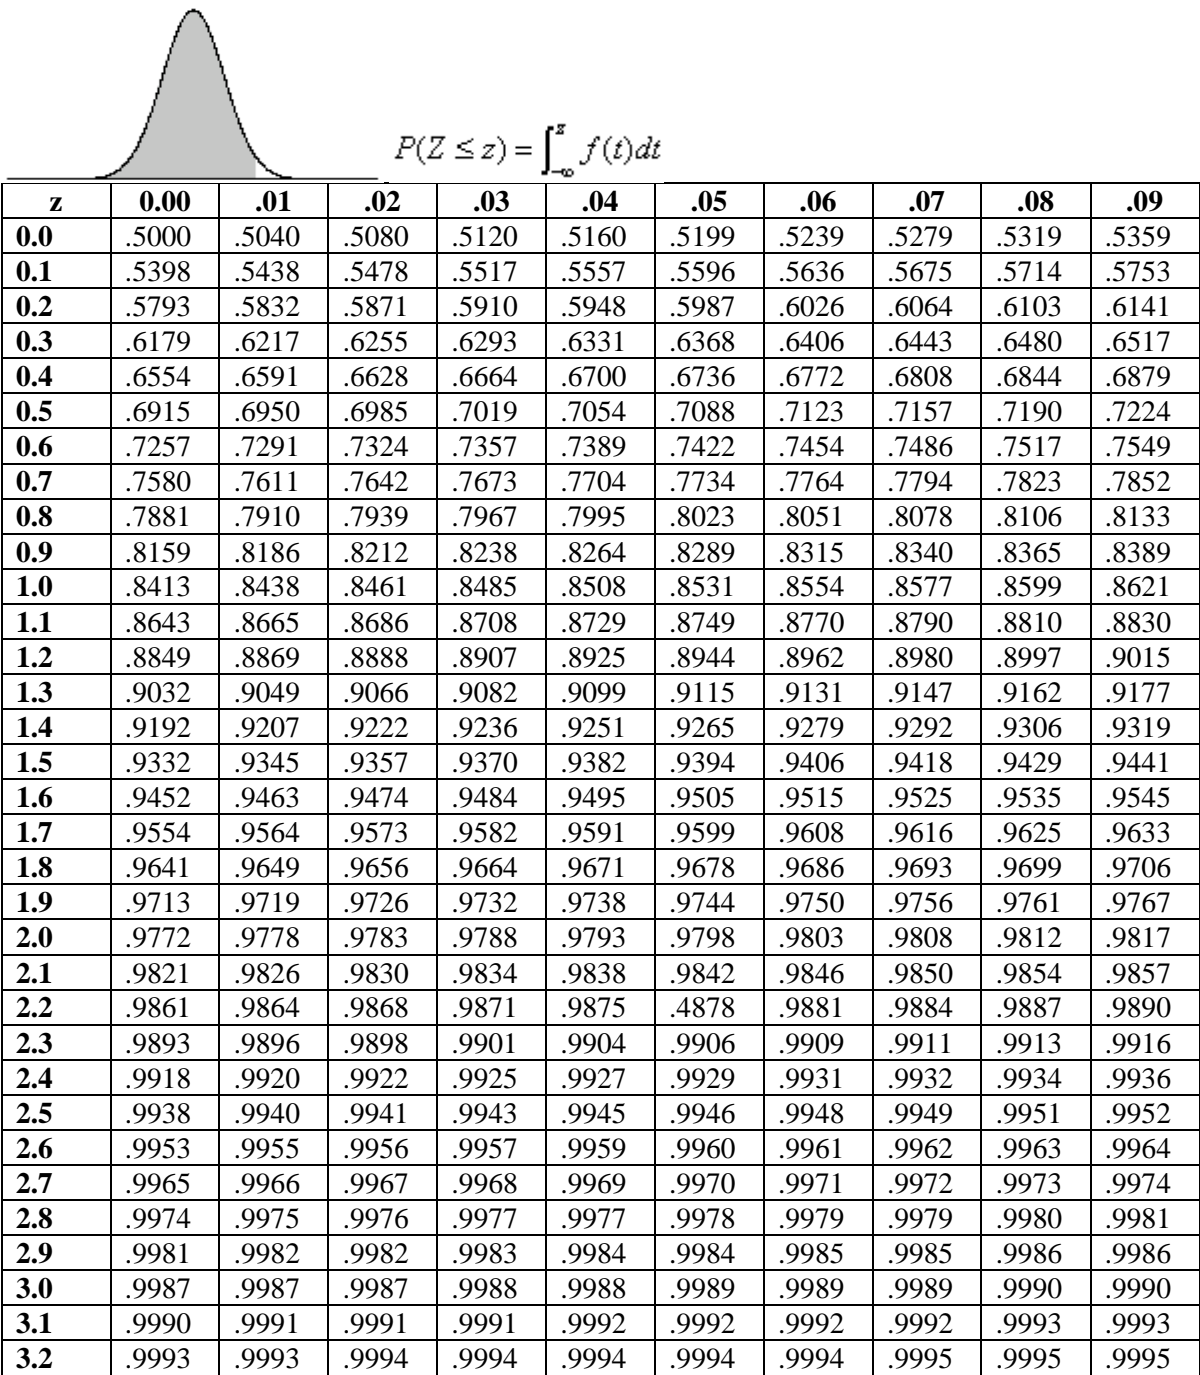 P(Z ≤ z) = ∫_{-∞}^{z} f(t)dt
z 0.00 .01 .02 .03 .04 .05 .06 .07 .08 .09
0.0 .5000 .5040 .5080 .5120 .5160 .5199 .5239 .5279 .5319 .5359
0.1 .5398 .5438 .5478 .5517 .5557 .5596 .5636 .5675 .5714 .5753
0.2 .5793 .5832 .5871 .5910 .5948 .5987 .6026 .6064 .6103 .6141
0.3 .6179 .6217 .6255 .6293 .6331 .6368 .6406 .6443 .6480 .6517
0.4 .6554 .6591 .6628 .6664 .6700 .6736 .6772 .6808 .6844 .6879
0.5 .6915 .6950 .6985 .7019 .7054 .7088 .7123 .7157 .7190 .7224
0.6 .7257 .7291 .7324 .7357 .7389 .7422 .7454 .7486 .7517 .7549
0.7 .7580 .7611 .7642 .7673 .7704 .7734 .7764 .7794 .7823 .7852
0.8 .7881 .7910 .7939 .7967 .7995 .8023 .8051 .8078 .8106 .8133
0.9 .8159 .8186 .8212 .8238 .8264 .8289 .8315 .8340 .8365 .8389
1.0 .8413 .8438 .8461 .8485 .8508 .8531 .8554 .8577 .8599 .8621
1.1 .8643 .8665 .8686 .8708 .8729 .8749 .8770 .8790 .8810 .8830
1.2 .8849 .8869 .8888 .8907 .8925 .8944 .8962 .8980 .8997 .9015
1.3 .9032 .9049 .9066 .9082 .9099 .9115 .9131 .9147 .9162 .9177
1.4 .9192 .9207 .9222 .9236 .9251 .9265 .9279 .9292 .9306 .9319
1.5 .9332 .9345 .9357 .9370 .9382 .9394 .9406 .9418 .9429 .9441
1.6 .9452 .9463 .9474 .9484 .9495 .9505 .9515 .9525 .9535 .9545
1.7 .9554 .9564 .9573 .9582 .9591 .9599 .9608 .9616 .9625 .9633
1.8 .9641 .9649 .9656 .9664 .9671 .9678 .9686 .9693 .9699 .9706
1.9 .9713 .9719 .9726 .9732 .9738 .9744 .9750 .9756 .9761 .9767
2.0 .9772 .9778 .9783 .9788 .9793 .9798 .9803 .9808 .9812 .9817
2.1 .9821 .9826 .9830 .9834 .9838 .9842 .9846 .9850 .9854 .9857
2.2 .9861 .9864 .9868 .9871 .9875 .4878 .9881 .9884 .9887 .9890
2.3 .9893 .9896 .9898 .9901 .9904 .9906 .9909 .9911 .9913 .9916
2.4 .9918 .9920 .9922 .9925 .9927 .9929 .9931 .9932 .9934 .9936
2.5 .9938 .9940 .9941 .9943 .9945 .9946 .9948 .9949 .9951 .9952
2.6 .9953 .9955 .9956 .9957 .9959 .9960 .9961 .9962 .9963 .9964
2.7 .9965 .9966 .9967 .9968 .9969 .9970 .9971 .9972 .9973 .9974
2.8 .9974 .9975 .9976 .9977 .9977 .9978 .9979 .9979 .9980 .9981
2.9 .9981 .9982 .9982 .9983 .9984 .9984 .9985 .9985 .9986 .9986
3.0 .9987 .9987 .9987 .9988 .9988 .9989 .9989 .9989 .9990 .9990
3.1 .9990 .9991 .9991 .9991 .9992 .9992 .9992 .9992 .9993 .9993
3.2 .9993 .9993 .9994 .9994 .9994 .9994 .9994 .9995 .9995 .9995